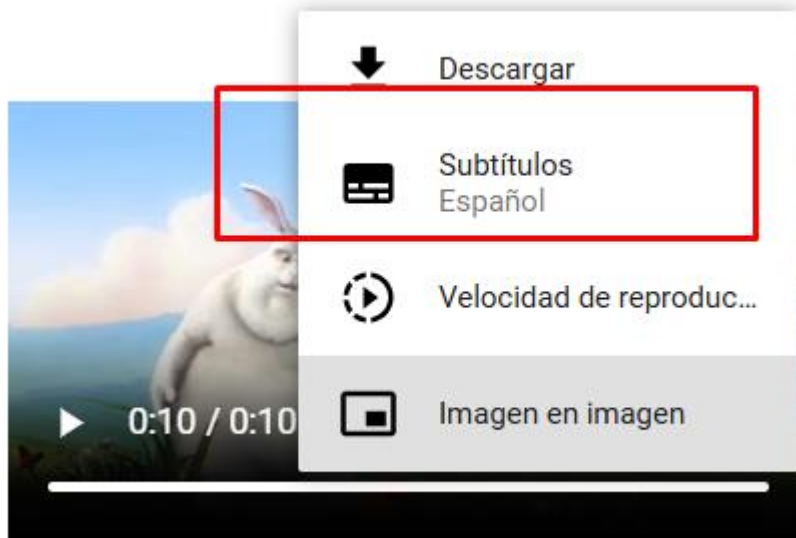 Descargar
Subtítulos
Español
Velocidad de reproduc...
0:10 / 0:10
Imagen en imagen